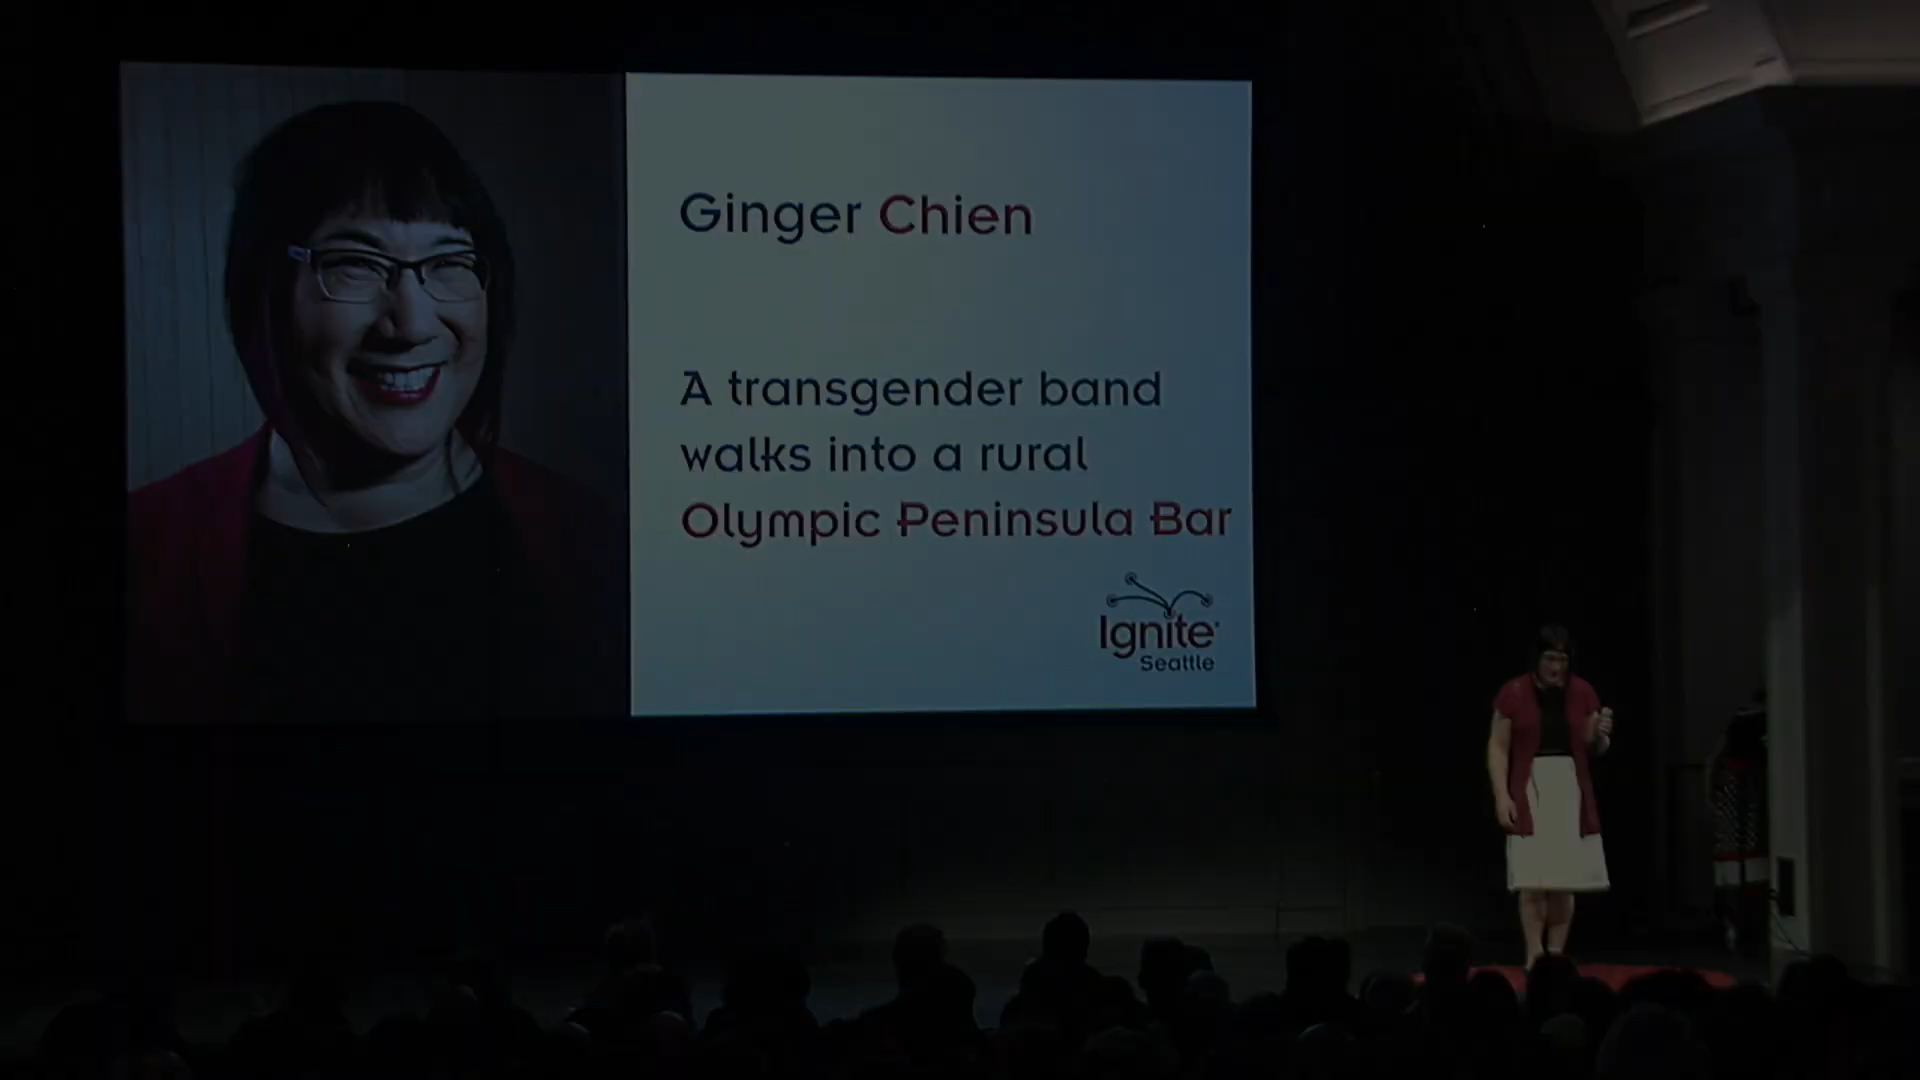 Ginger Chien
A transgender band
walks into a rural
Olympic Peninsula Bar
Ignite
Seattle